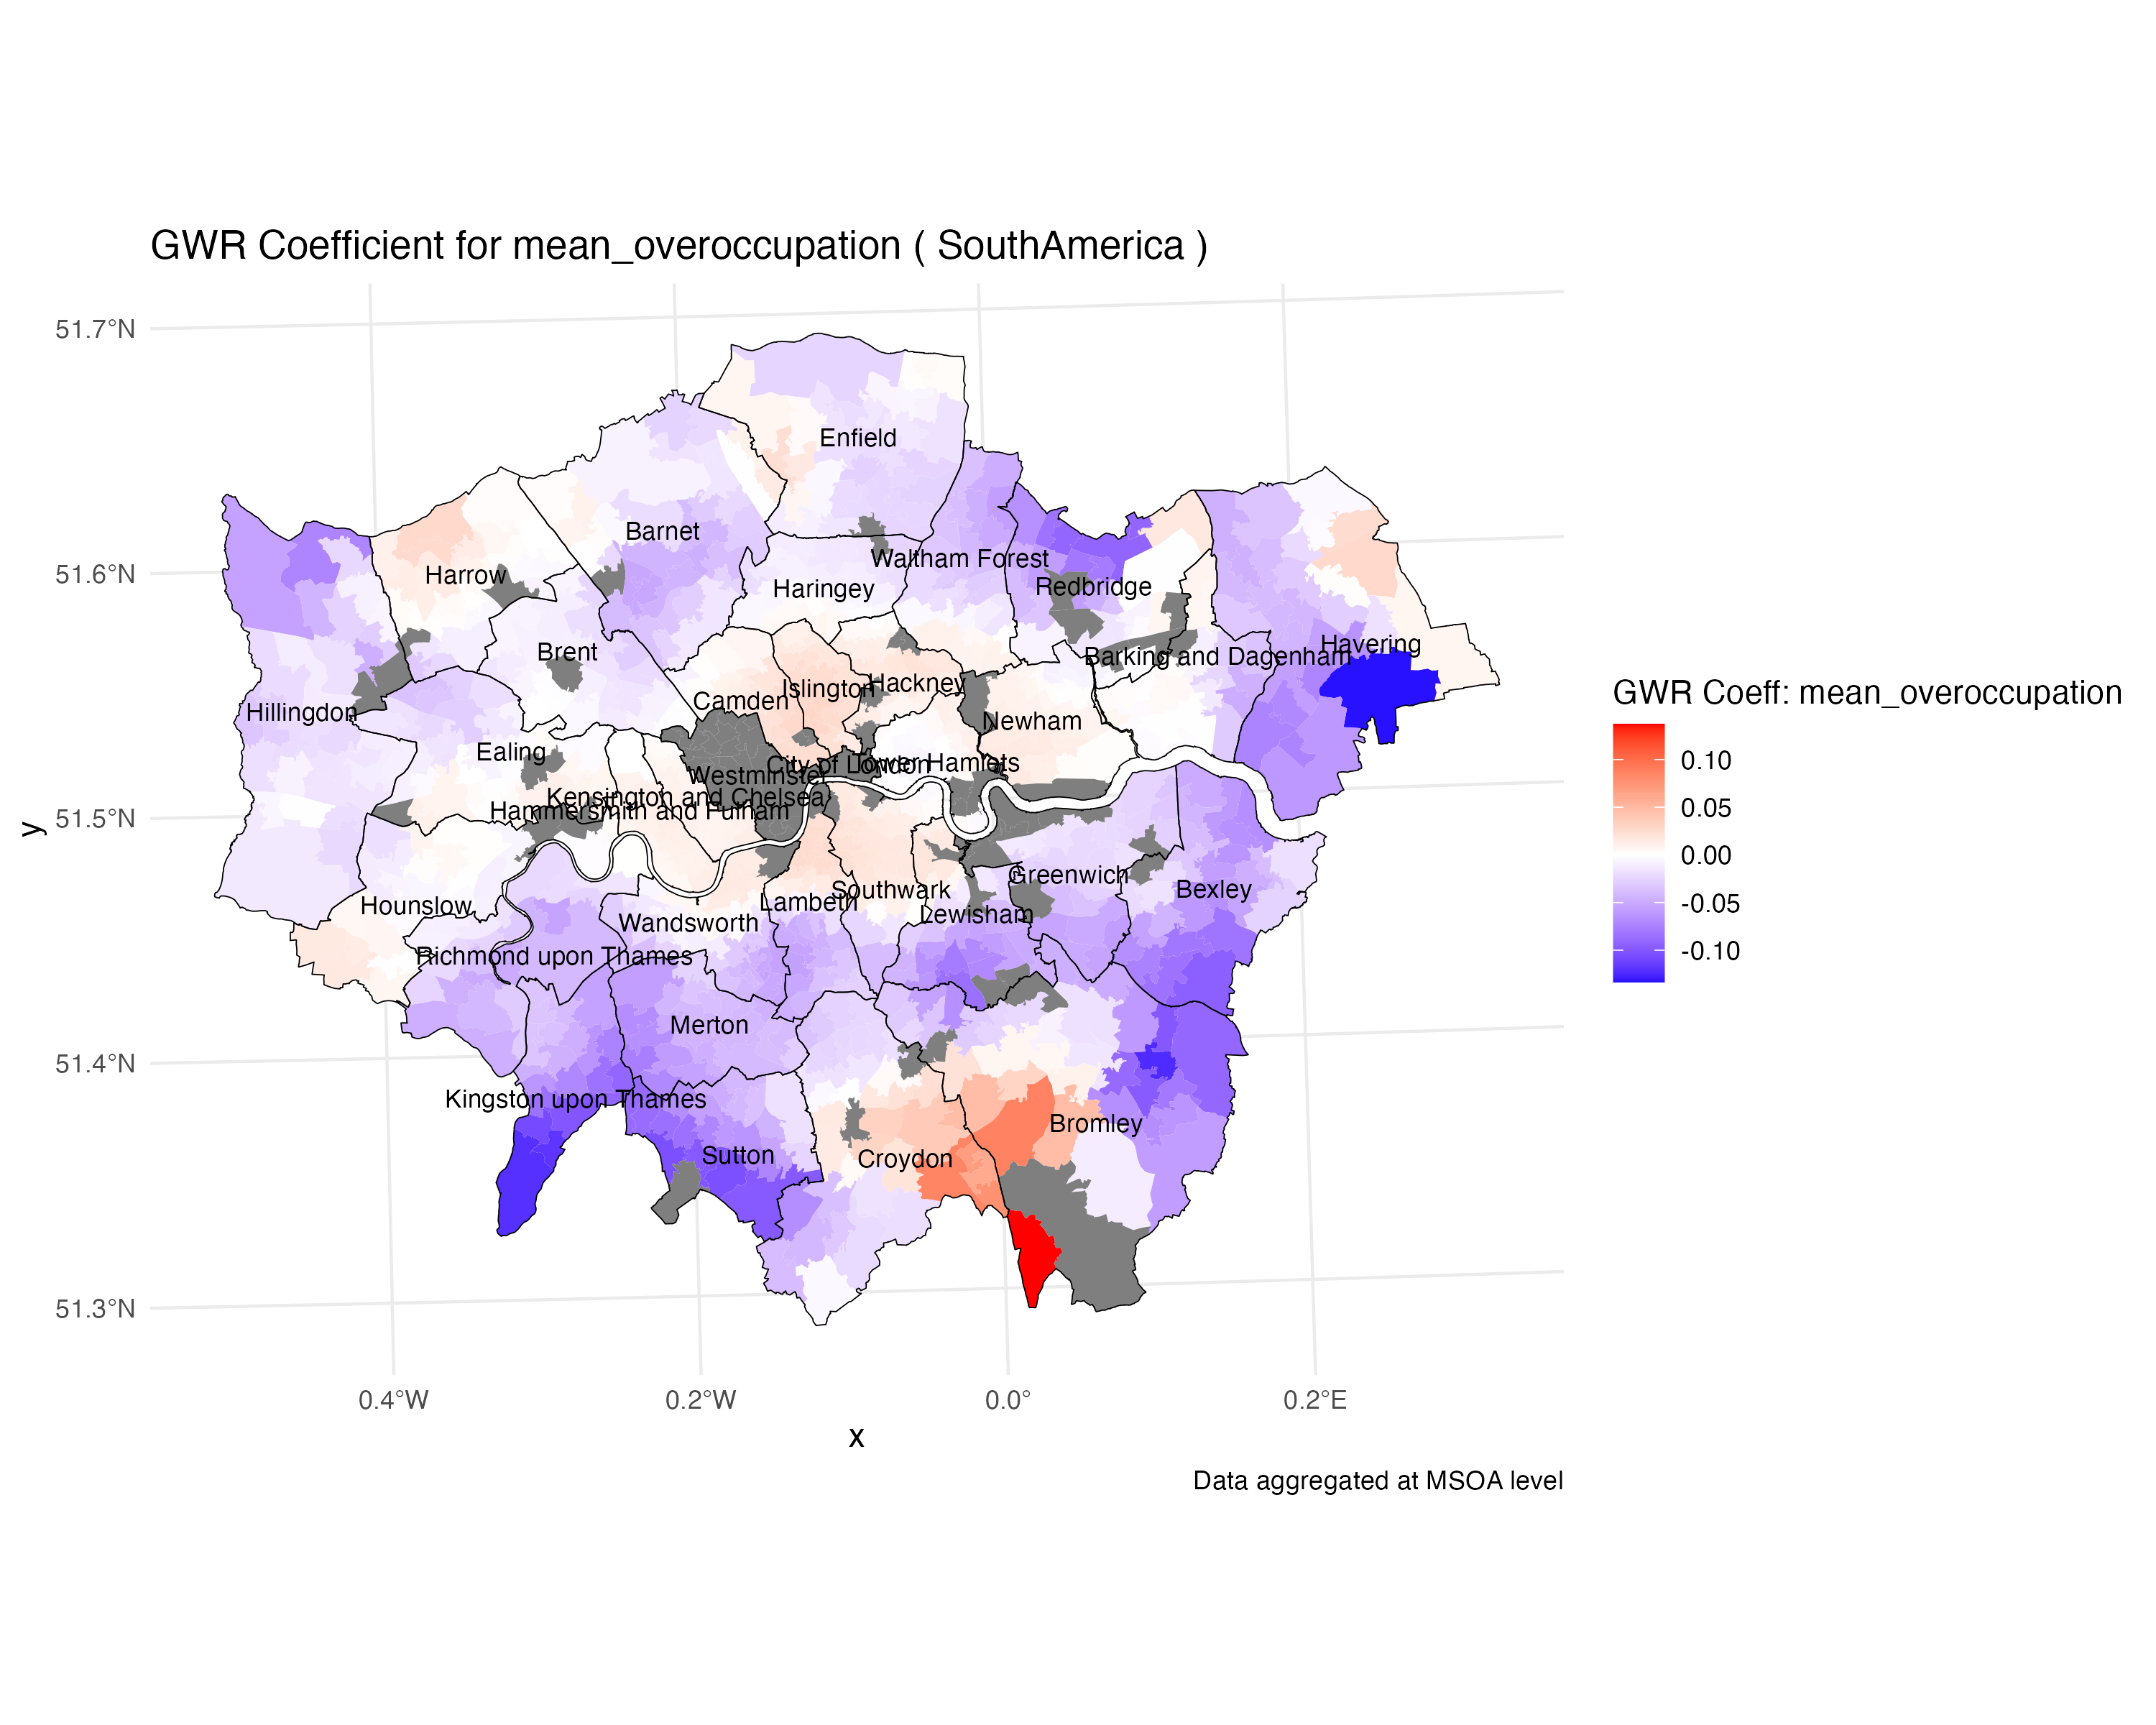 GWR Coefficient for mean_overoccupation ( SouthAmerica )
51.7°N
51.6°N
51.5°N
51.4°N
51.3°N
y
Enfield
Barnet
Harrow
Haringey
Waltham Forest
Redbridge
Havering
Brent
Barking and Dagenham
Hillingdon
Camden
Islington
Hackney
Newham
Ealing
City of London
Tower Hamlets
Westminster
Kensington and Chelsea
Hammersmith and Fulham
Hounslow
Wandsworth
Lambeth
Southwark
Lewisham
Greenwich
Bexley
Richmond upon Thames
Merton
Kingston upon Thames
Sutton
Croydon
Bromley
0.4°W
0.2°W
0.0°
0.2°E
x
GWR Coeff: mean_overoccupation
0.10
0.05
0.00
-0.05
-0.10
Data aggregated at MSOA level